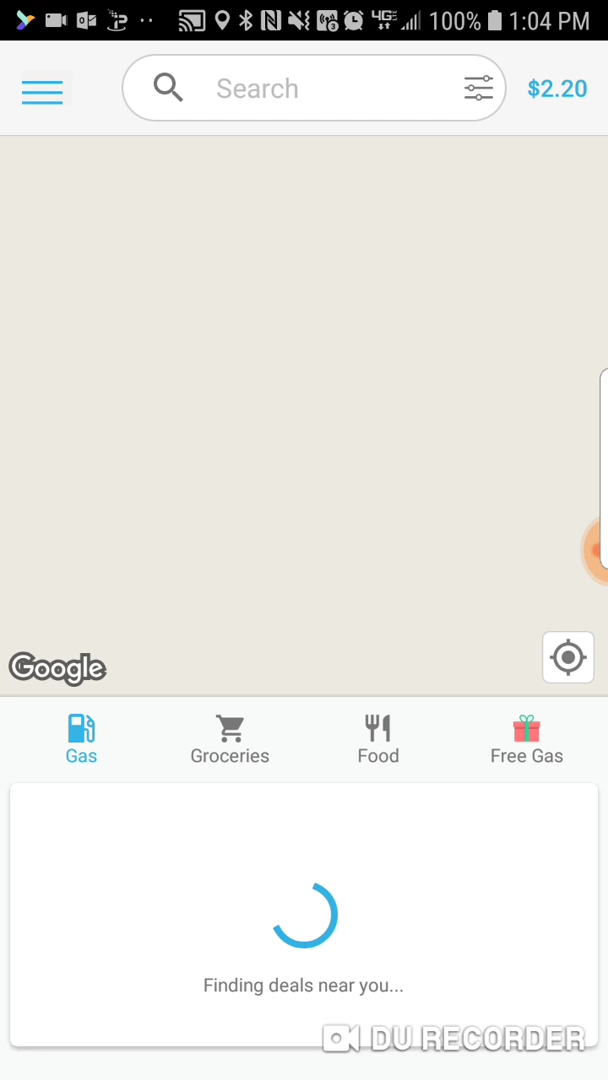 100% 1:04 PM
Search
$2.20
Google
Gas
Groceries
Food
Free Gas
Finding deals near you...
DU RECORDER